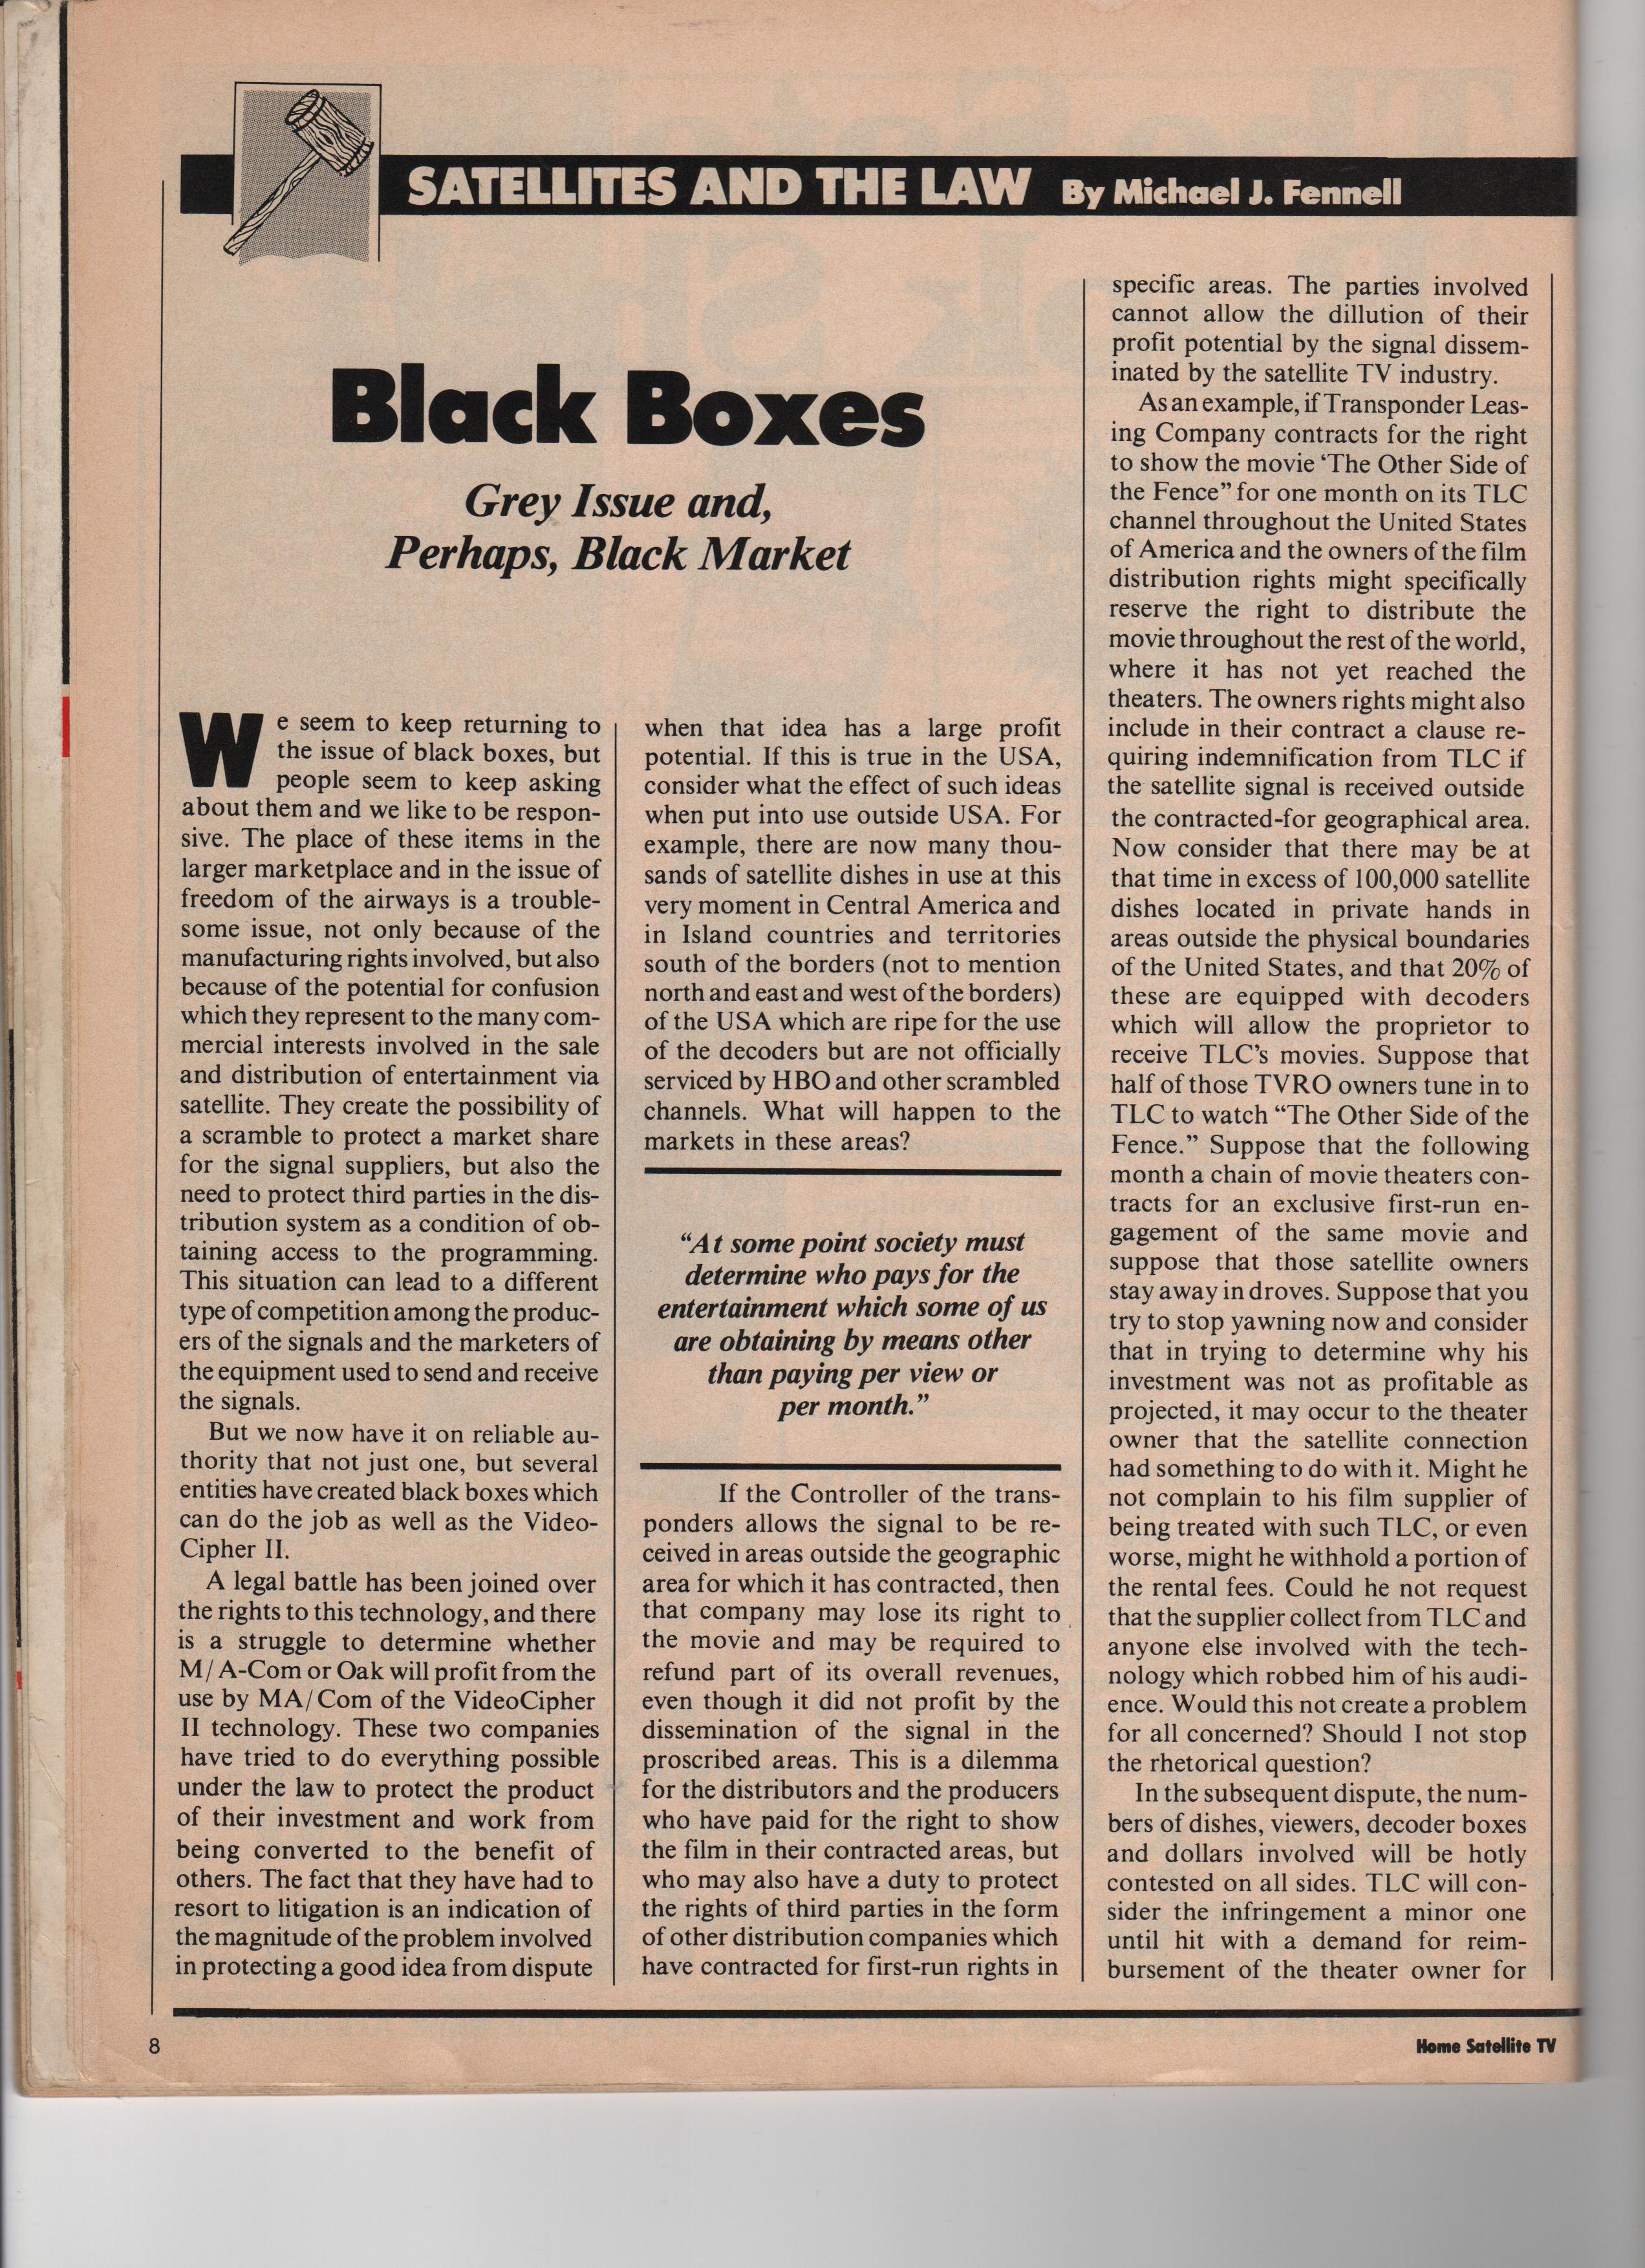 SATELLITES AND THE LAW By Michael J. Fennell
Black Boxes
Grey Issue and,
Perhaps, Black Market
We seem to keep returning to
the issue of black boxes, but
people seem to keep asking
about them and we like to be respon-
sive. The place of these items in the
larger marketplace and in the issue of
freedom of the airways is a trouble-
some issue, not only because of the
manufacturing rights involved, but also
because of the potential for confusion
which they represent to the many com-
mercial interests involved in the sale
and distribution of entertainment via
satellite. They create the possibility of
a scramble to protect a market share
for the signal suppliers, but also the
need to protect third parties in the dis-
tribution system as a condition of ob-
taining access to the programming.
This situation can lead to a different
type of competition among the produc-
ers of the signals and the marketers of
the equipment used to send and receive
the signals.
But we now have it on reliable au-
thority that not just one, but several
entities have created black boxes which
can do the job as well as the Video-
Cipher II.
A legal battle has been joined over
the rights to this technology, and there
is a struggle to determine whether
M/A-Com or Oak will profit from the
use by MA/Com of the VideoCipher
II technology. These two companies
have tried to do everything possible
under the law to protect the product
of their investment and work from
being converted to the benefit of
others. The fact that they have had to
resort to litigation is an indication of
the magnitude of the problem involved
in protecting a good idea from dispute
when that idea has a large profit
potential. If this is true in the USA,
consider what the effect of such ideas
when put into use outside USA. For
example, there are now many thou-
sands of satellite dishes in use at this
very moment in Central America and
in Island countries and territories
south of the borders (not to mention
north and east and west of the borders)
of the USA which are ripe for the use
of the decoders but are not officially
serviced by HBO and other scrambled
channels. What will happen to the
markets in these areas?
“At some point society must
determine who pays for the
entertainment which some of us
are obtaining by means other
than paying per view or
per month.”
If the Controller of the trans-
ponders allows the signal to be re-
ceived in areas outside the geographic
area for which it has contracted, then
that company may lose its right to
the movie and may be required to
refund part of its overall revenues,
even though it did not profit by the
dissemination of the signal in the
proscribed areas. This is a dilemma
for the distributors and the producers
who have paid for the right to show
the film in their contracted areas, but
who may also have a duty to protect
the rights of third parties in the form
of other distribution companies which
have contracted for first-run rights in
specific areas. The parties involved
cannot allow the dillution of their
profit potential by the signal dissem-
inated by the satellite TV industry.
As an example, if Transponder Leas-
ing Company contracts for the right
to show the movie ‘The Other Side of
the Fence” for one month on its TLC
channel throughout the United States
of America and the owners of the film
distribution rights might specifically
reserve the right to distribute the
movie throughout the rest of the world,
where it has not yet reached the
theaters. The owners rights might also
include in their contract a clause re-
quiring indemnification from TLC if
the satellite signal is received outside
the contracted-for geographical area.
Now consider that there may be at
that time in excess of 100,000 satellite
dishes located in private hands in
areas outside the physical boundaries
of the United States, and that 20% of
these are equipped with decoders
which will allow the proprietor to
receive TLC’s movies. Suppose that
half of those TVRO owners tune in to
TLC to watch “The Other Side of the
Fence.” Suppose that the following
month a chain of movie theaters con-
tracts for an exclusive first-run en-
gagement of the same movie and
suppose that those satellite owners
stay away in droves. Suppose that you
try to stop yawning now and consider
that in trying to determine why his
investment was not as profitable as
projected, it may occur to the theater
owner that the satellite connection
had something to do with it. Might he
not complain to his film supplier of
being treated with such TLC, or even
worse, might he withhold a portion of
the rental fees. Could he not request
that the supplier collect from TLC and
anyone else involved with the tech-
nology which robbed him of his audi-
ence. Would this not create a problem
for all concerned? Should I not stop
the rhetorical question?
In the subsequent dispute, the num-
bers of dishes, viewers, decoder boxes
and dollars involved will be hotly
contested on all sides. TLC will con-
sider the infringement a minor one
until hit with a demand for reim-
bursement of the theater owner for
8
Home Satellite TV